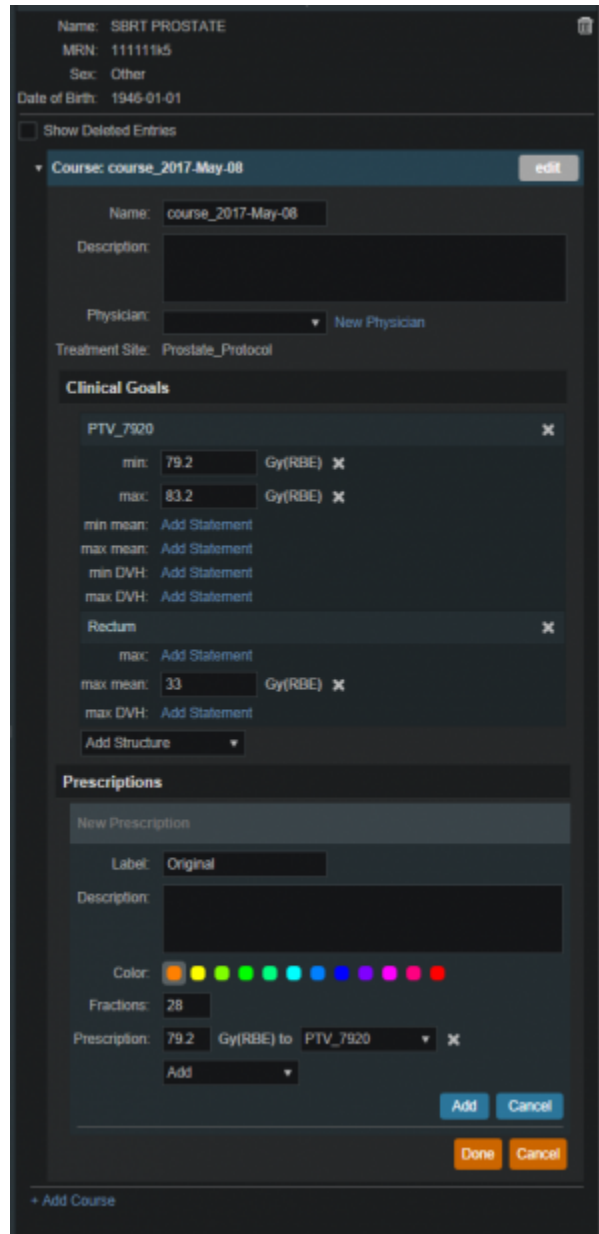 Name: SBRT PROSTATE
MRN: 111111k5
Sex: Other
Date of Birth: 1946-01-01
Show Deleted Entries
Course: course_2017-May-08 edit
Name: course_2017-May-08
Description:
Physician: New Physician
Treatment Site: Prostate_Protocol
Clinical Goals
PTV_7920
min: 79.2 Gy(RBE)
max: 83.2 Gy(RBE)
min mean: Add Statement
max mean: Add Statement
min DVH: Add Statement
max DVH: Add Statement
Rectum
max: Add Statement
max mean: 33 Gy(RBE)
max DVH: Add Statement
Add Structure
Prescriptions
New Prescription
Label: Original
Description:
Color:
Fractions: 28
Prescription: 79.2 Gy(RBE) to PTV_7920
Add
Add Cancel
Done Cancel
+ Add Course